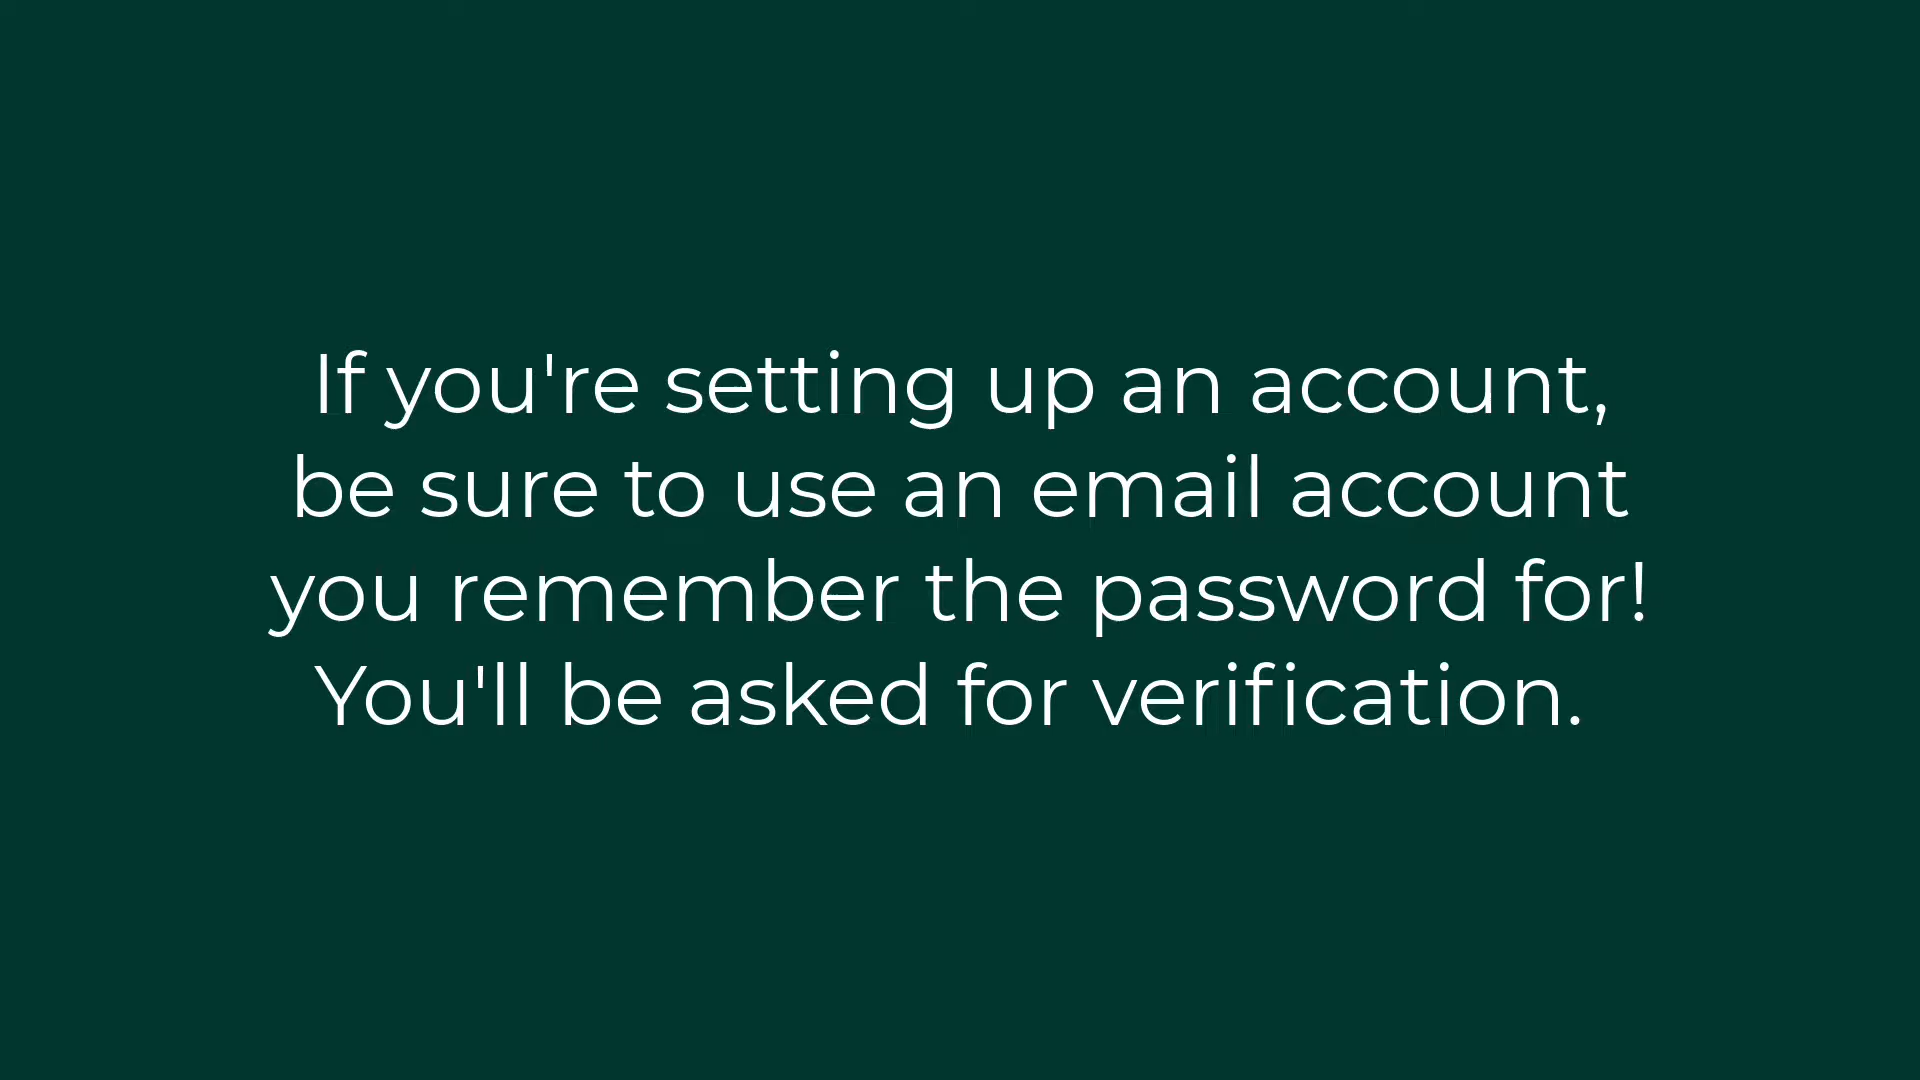 If you're setting up an account,
be sure to use an email account
you remember the password for!
You'll be asked for verification.